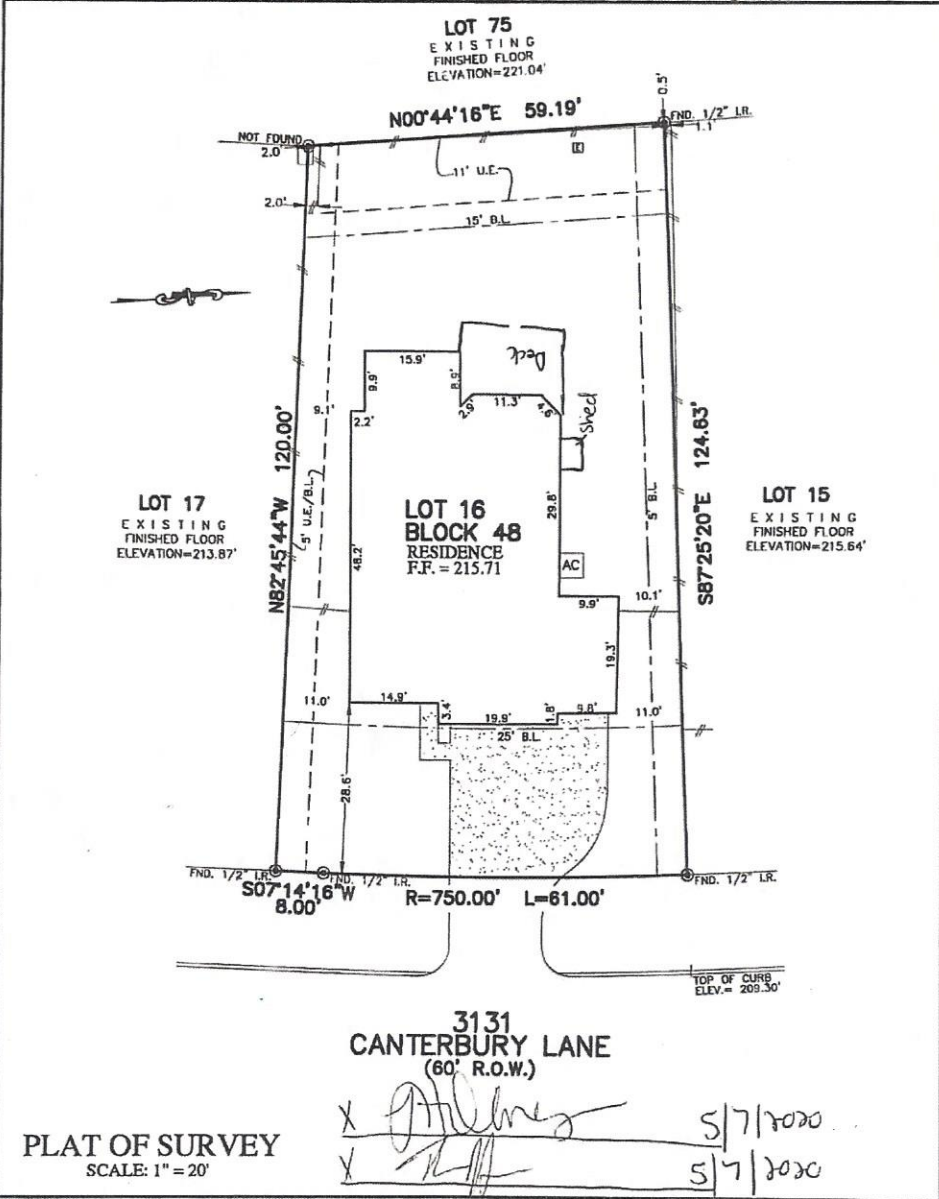 LOT 75
EXISTING
FINISHED FLOOR
ELEVATION=221.04'
0.5'
N00°44'16"E 59.19'
FND. 1/2" I.R.
1.1'
NOT FOUND
2.0'
E
11' U.E.
2.0'
15' B.L.
15.9'
Deck
9.9'
8.9'
2.9'
11.3'
4.6'
Shed
9.1'
2.2'
N82°45'44"W 120.00'
5' U.E./B.L.
LOT 17
EXISTING
FINISHED FLOOR
ELEVATION=213.87'
48.2'
LOT 16
BLOCK 48
RESIDENCE
F.F. = 215.71
29.8'
AC
5' B.L.
S87°25'20"E 124.63'
LOT 15
EXISTING
FINISHED FLOOR
ELEVATION=215.64'
9.9'
10.1'
19.3'
11.0'
14.9'
3.4'
19.9'
1.8'
9.8'
11.0'
25' B.L.
28.6'
FND. 1/2" I.R.
FND. 1/2" I.R.
FND. 1/2" I.R.
S07°14'16"W
8.00'
R=750.00' L=61.00'
TOP OF CURB
ELEV.= 209.30'
3131
CANTERBURY LANE
(60' R.O.W.)
X 5/7/2020
X 5/7/2020
PLAT OF SURVEY
SCALE: 1" = 20'